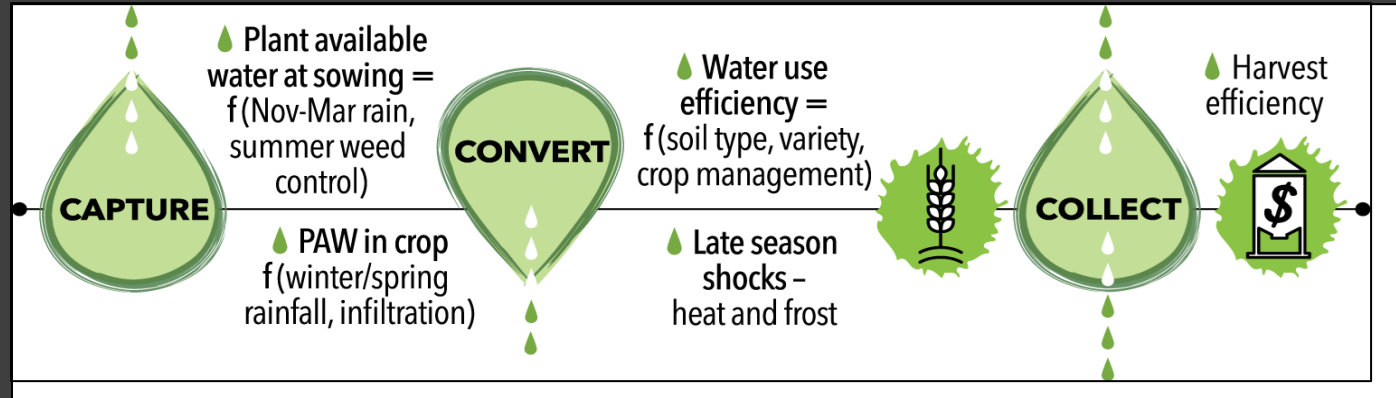 CAPTURE
Plant available
water at sowing =
f (Nov-Mar rain,
summer weed
control)
PAW in crop
f (winter/spring
rainfall, infiltration)
CONVERT
Water use
efficiency =
f (soil type, variety,
crop management)
Late season
shocks –
heat and frost
COLLECT
Harvest
efficiency
$